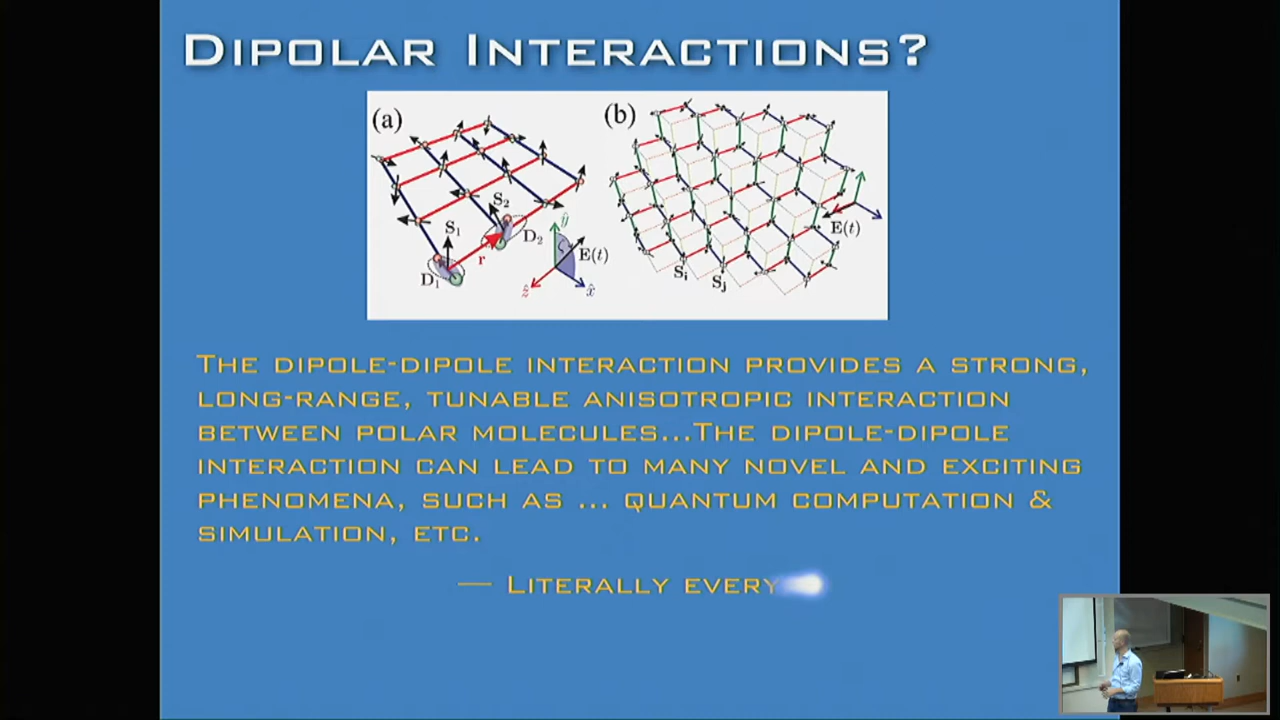 Dipolar Interactions?
(a)
(b)
S1
S2
D1
D2
r
ŷ
ẑ
x̂
E(t)
E(t)
Si
Sj
The dipole-dipole interaction provides a strong,
long-range, tunable anisotropic interaction
between polar molecules...The dipole-dipole
interaction can lead to many novel and exciting
phenomena, such as ... quantum computation &
simulation, etc.
— Literally every